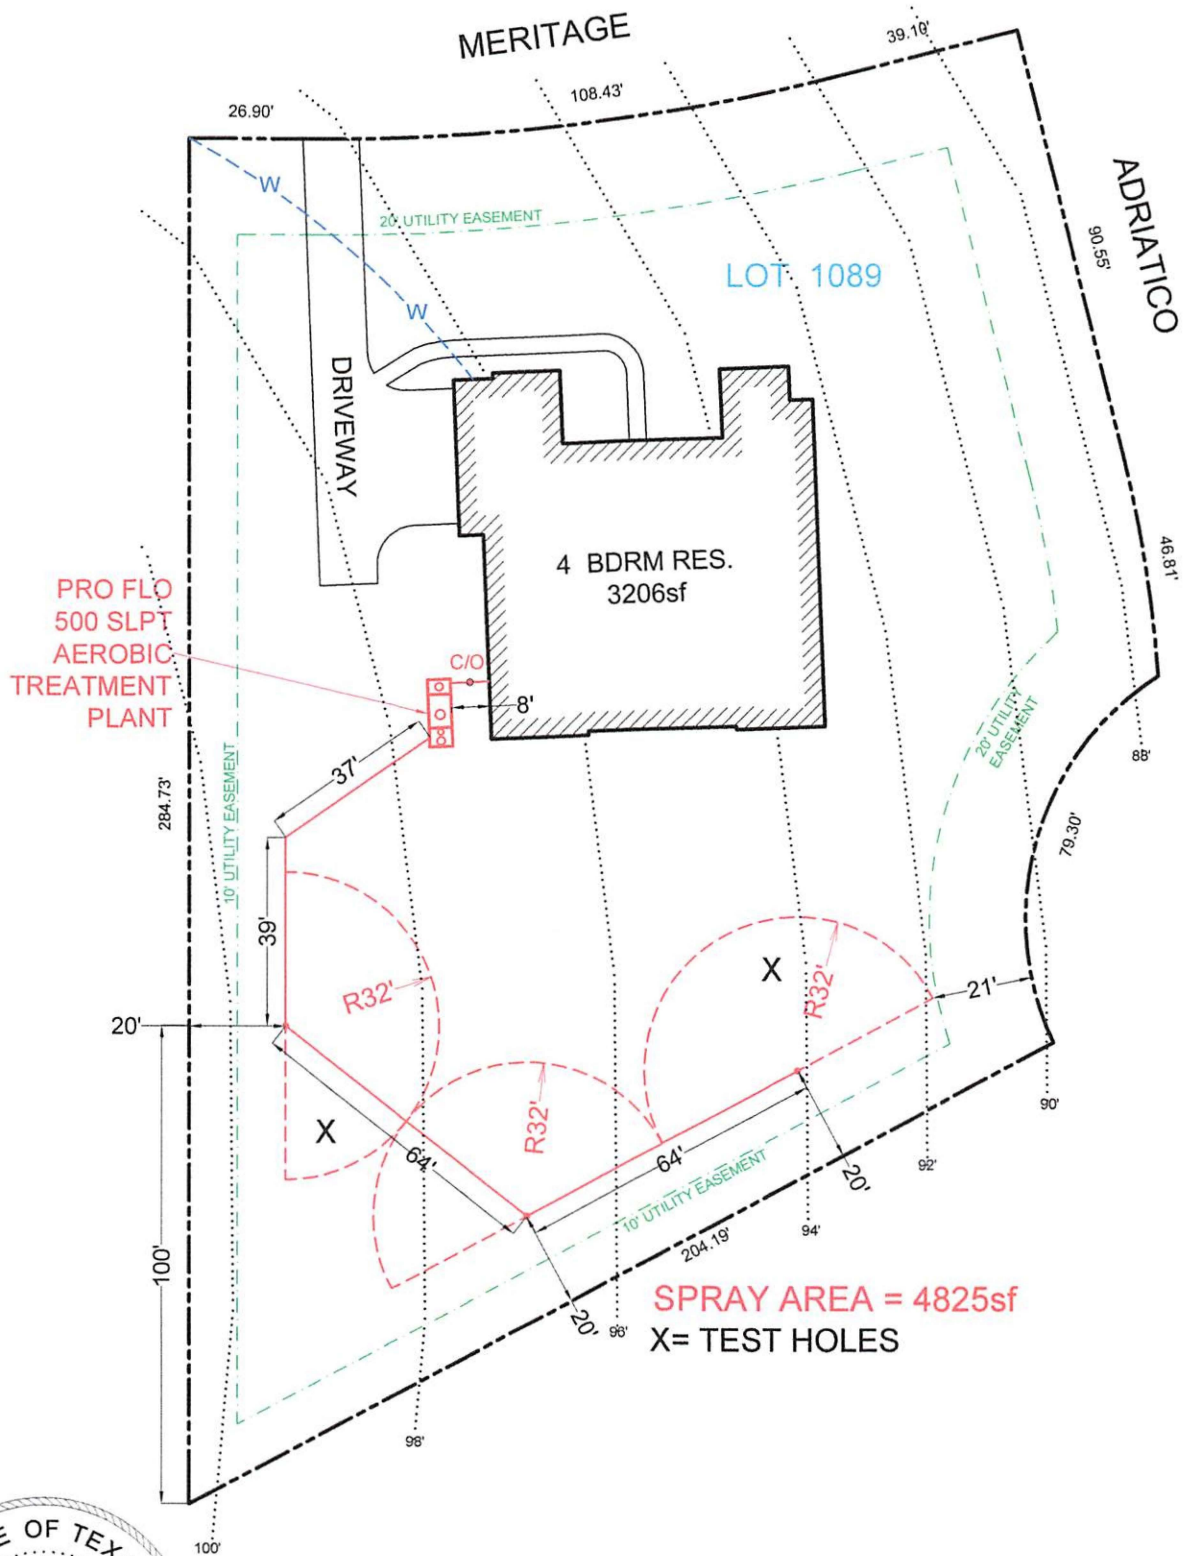 MERITAGE
39.10'
108.43'
26.90'
ADRIATICO
W
20' UTILITY EASEMENT
90.55'
LOT 1089
W
DRIVEWAY
4 BDRM RES.
3206sf
46.81'
PRO FLO
500 SLPT
AEROBIC
TREATMENT
PLANT
C/O
8'
20' UTILITY
EASEMENT
88'
37'
284.73'
10' UTILITY EASEMENT
79.30'
39'
X
R32'
R32'
21'
20'
R32'
X
64'
64'
90'
92'
20'
10' UTILITY EASEMENT
94'
204.19'
100'
20'
96'
SPRAY AREA = 4825sf
X= TEST HOLES
98'
100'
E OF TEX